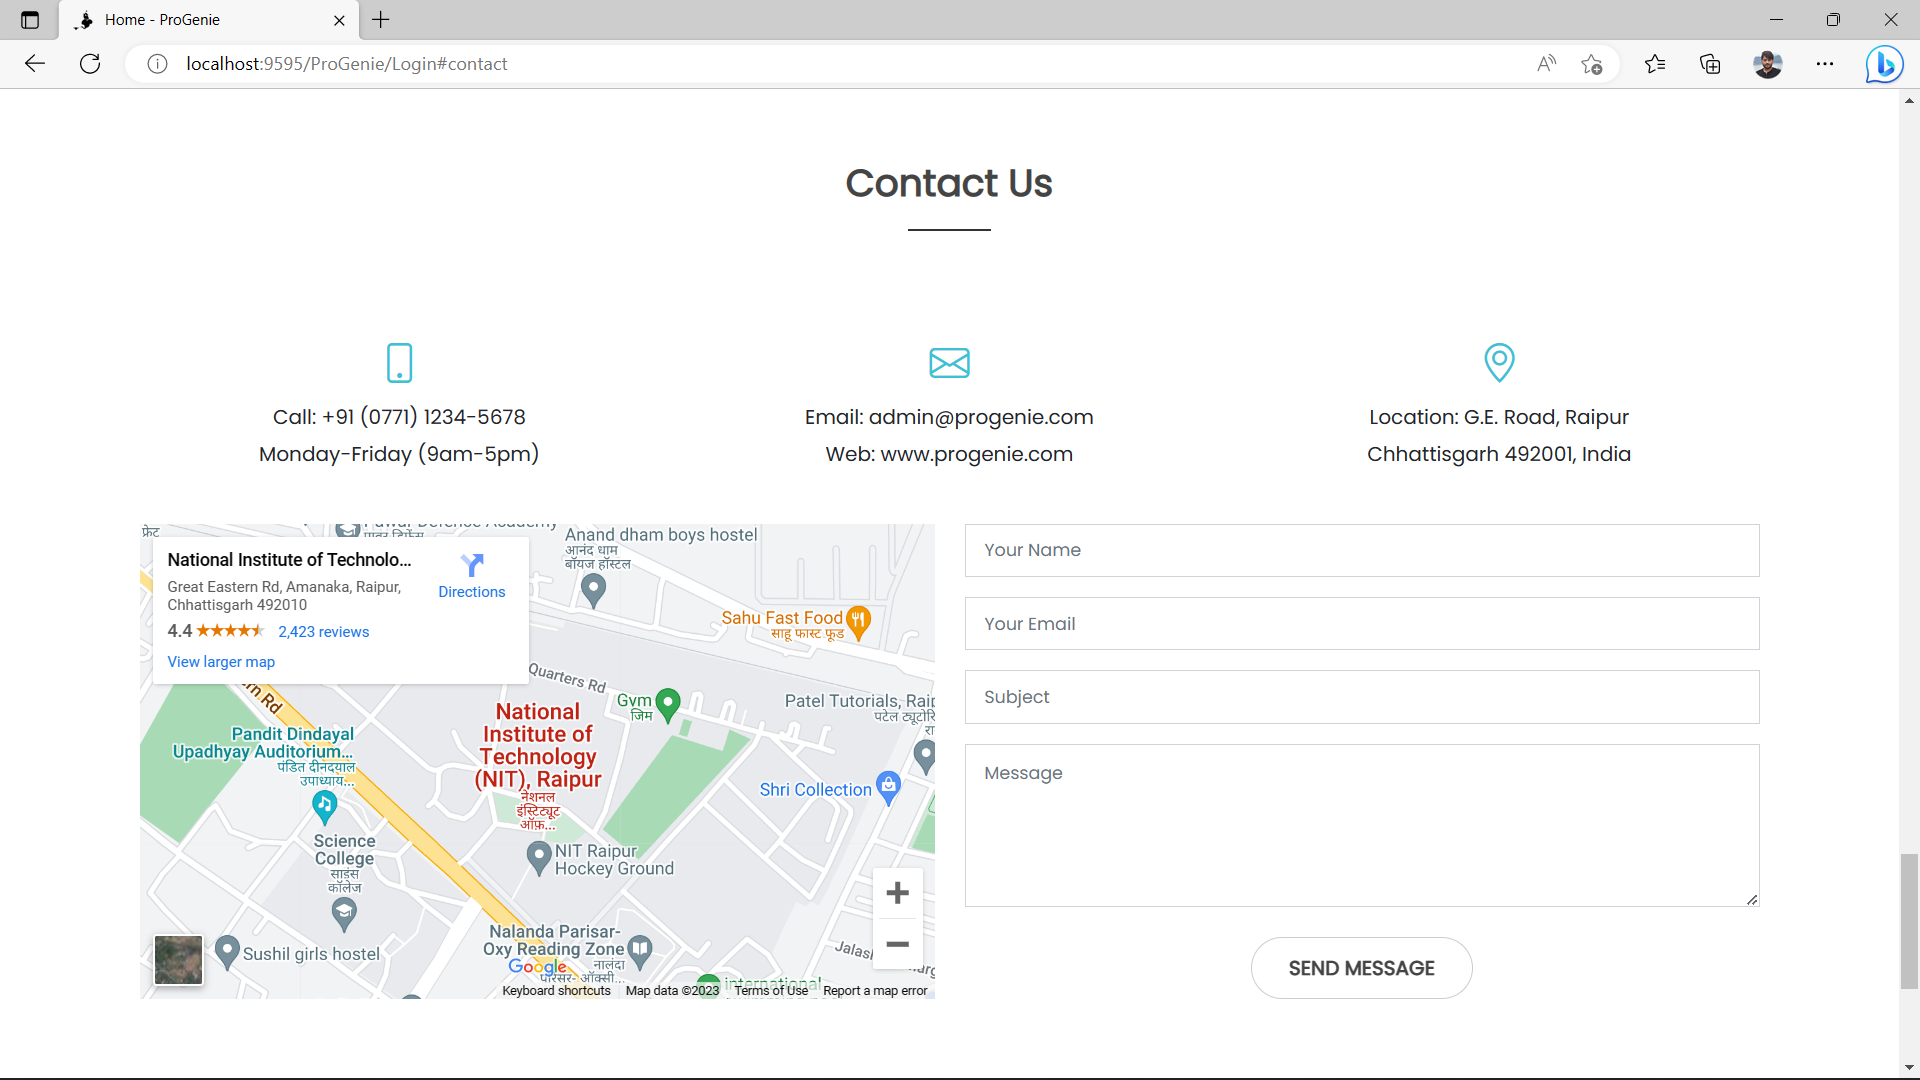 Home - ProGenie
localhost:9595/ProGenie/Login#contact
Contact Us
Call: +91 (0771) 1234-5678
Monday-Friday (9am-5pm)
Email: admin@progenie.com
Web: www.progenie.com
Location: G.E. Road, Raipur
Chhattisgarh 492001, India
National Institute of Technolo...
Great Eastern Rd, Amanaka, Raipur,
Chhattisgarh 492010
4.4
2,423 reviews
View larger map
Directions
Anand dham boys hostel
आनंद धाम
बॉयज हॉस्टल
Sahu Fast Food
साहू फास्ट फूड
Quarters Rd
Gym
जिम
Patel Tutorials, Raip
National
Institute of
Technology
(NIT), Raipur
नेशनल
इंस्टिट्यूट
ऑफ़...
Pandit Dindayal
Upadhyay Auditorium...
पंडित दीनदयाल
उपाध्याय...
Shri Collection
Science
College
साइंस
कॉलेज
NIT Raipur
Hockey Ground
Nalanda Parisar-
Oxy Reading Zone
नालंदा
Sushil girls hostel
international
Google
Keyboard shortcuts
Map data ©2023
Terms of Use
Report a map error
Your Name
Your Email
Subject
Message
SEND MESSAGE